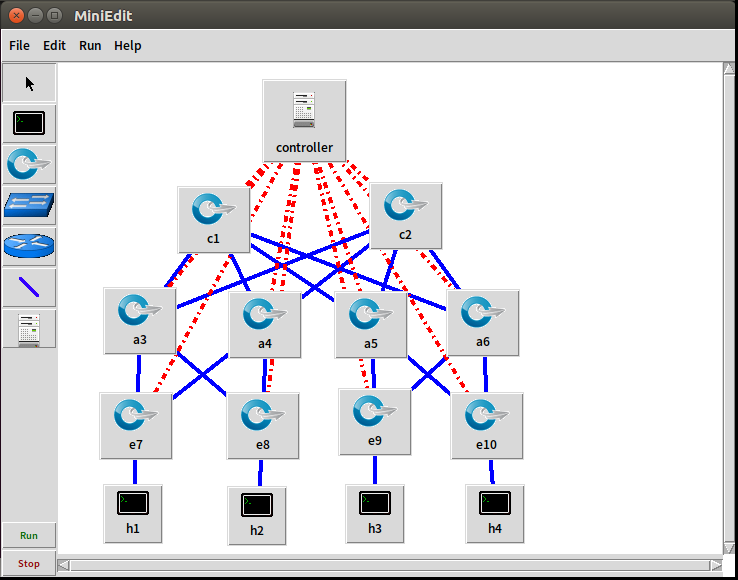 MiniEdit
File Edit Run Help
controller
c1 c2
a3 a4 a5 a6
e7 e8 e9 e10
h1 h2 h3 h4
Run
Stop